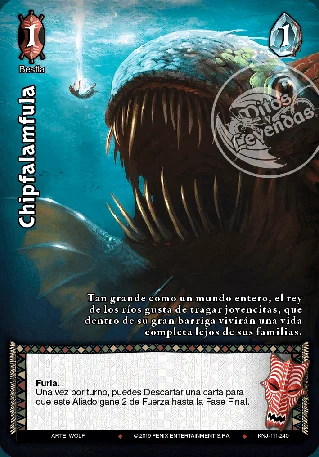 1
1
Bestia
Mitos
y
Leyendas
Chipfalamfula
Tan grande como un mundo entero, el rey
de los ríos gusta de tragar jovencitas, que
dentro de su gran barriga vivirán una vida
completa lejos de sus familias.
Furia.
Una vez por turno, puedes Descartar una carta para
que este Aliado gane 2 de Fuerza hasta la Fase Final.
ARTE: WOLF
©2019 FENIX ENTERTAINMENT S.P.A.